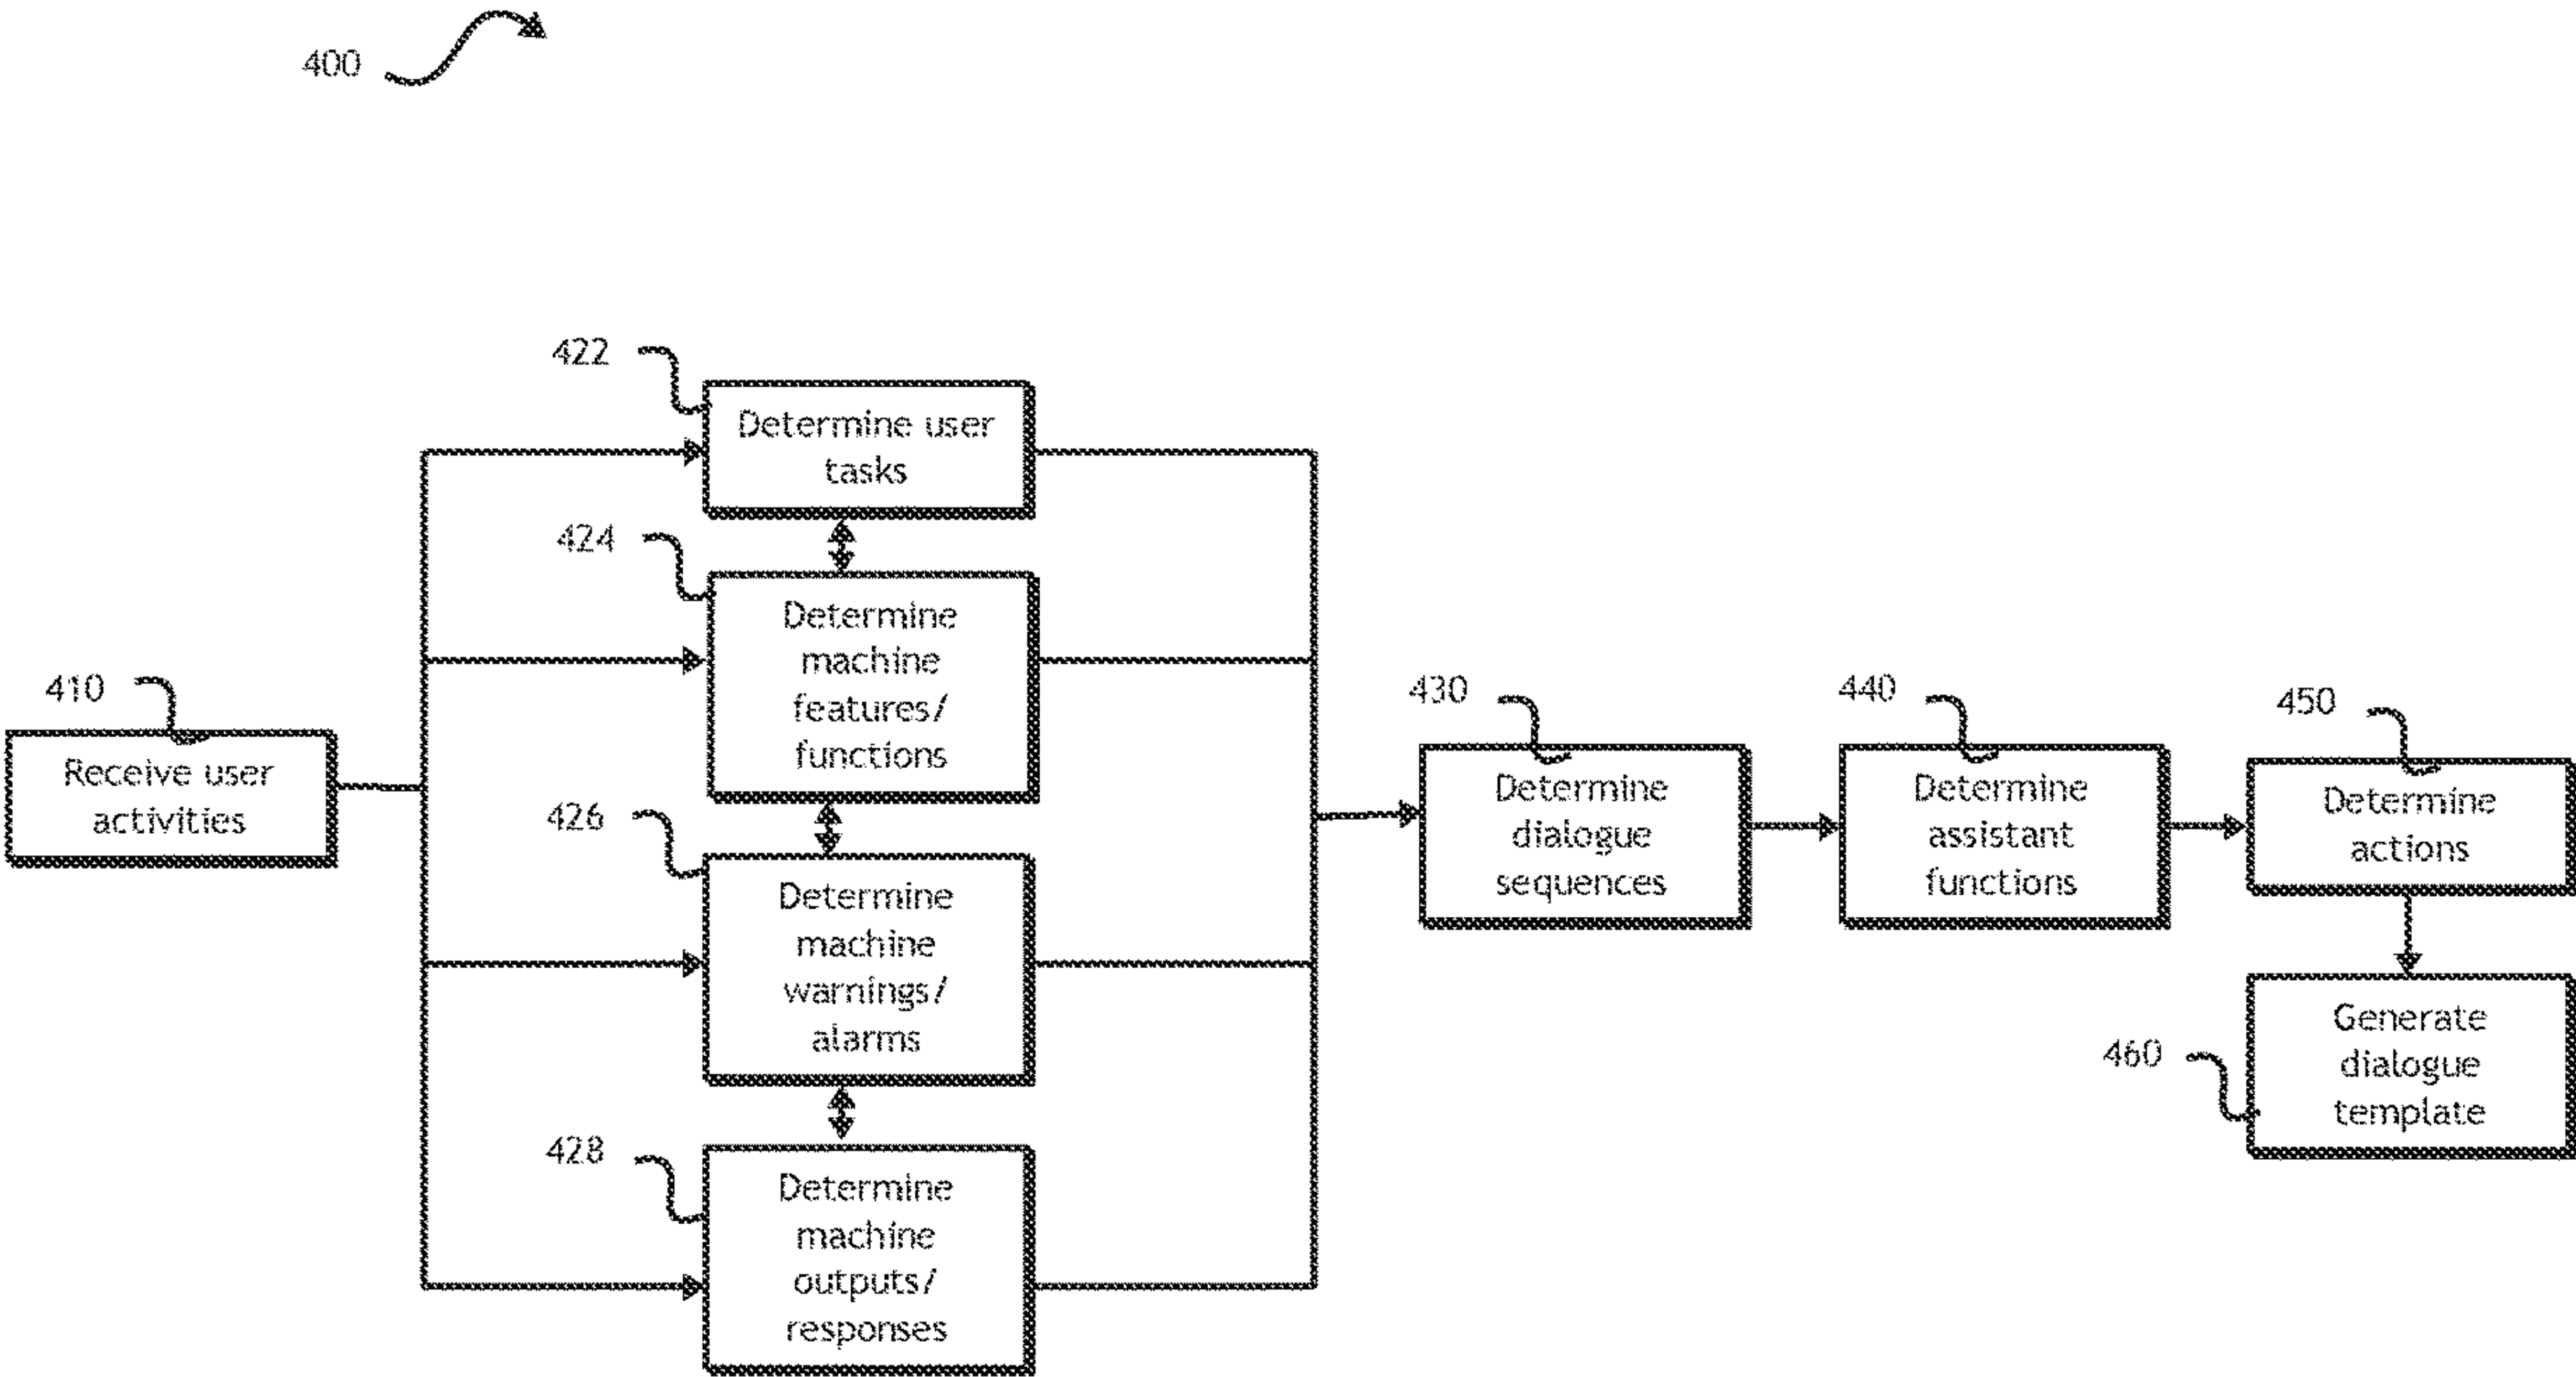 400
422
Determine user
tasks
424
Determine
machine
features/
functions
410
Receive user
activities
426
Determine
machine
warnings/
alarms
428
Determine
machine
outputs/
responses
430
Determine
dialogue
sequences
440
Determine
assistant
functions
450
Determine
actions
460
Generate
dialogue
template